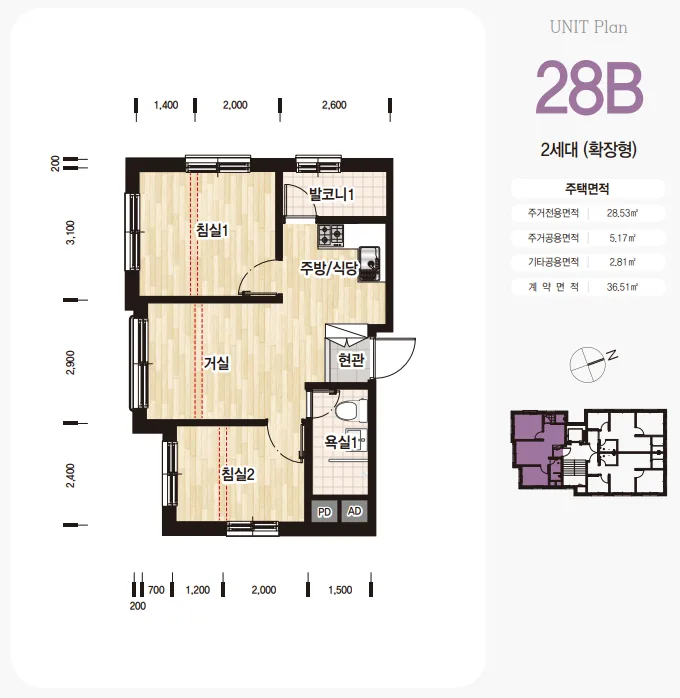 UNIT Plan
28B
2세대 (확장형)
주택면적
주거전용면적 28.53㎡
주거공용면적 5.17㎡
기타공용면적 2.81㎡
계 약 면 적 36.51㎡
N
1,400 2,000 2,600
200
3,100
2,900
2,400
침실1
발코니1
주방/식당
거실
현관
욕실1
침실2
PD AD
700 1,200 2,000 1,500
200